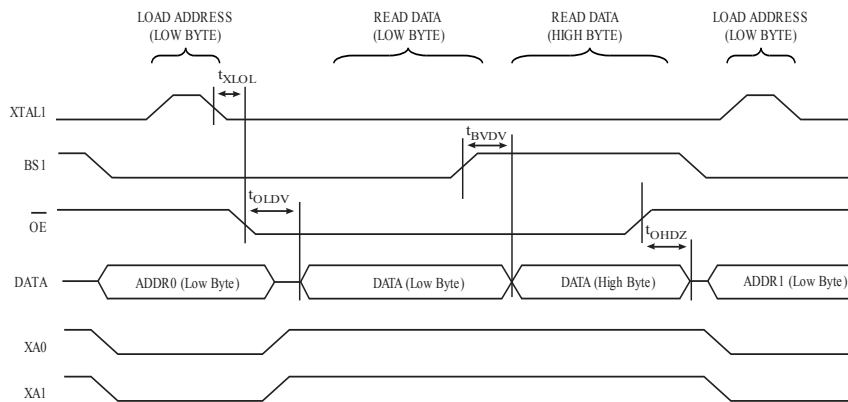 LOAD ADDRESS
(LOW BYTE)
READ DATA
(LOW BYTE)
READ DATA
(HIGH BYTE)
LOAD ADDRESS
(LOW BYTE)
tXLOL
XTAL1
tBVDV
BS1
tOLDV
OE
tOHDZ
DATA
ADDR0 (Low Byte)
DATA (Low Byte)
DATA (High Byte)
ADDR1 (Low Byte)
XA0
XA1